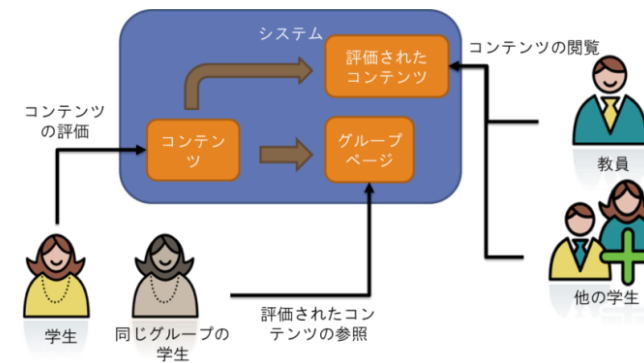 システム
コンテンツの閲覧
評価された
コンテンツ
コンテンツ
の評価
コンテン
ツ
グループ
ページ
教員
学生
同じグループの
学生
評価されたコン
テンツの参照
他の学生